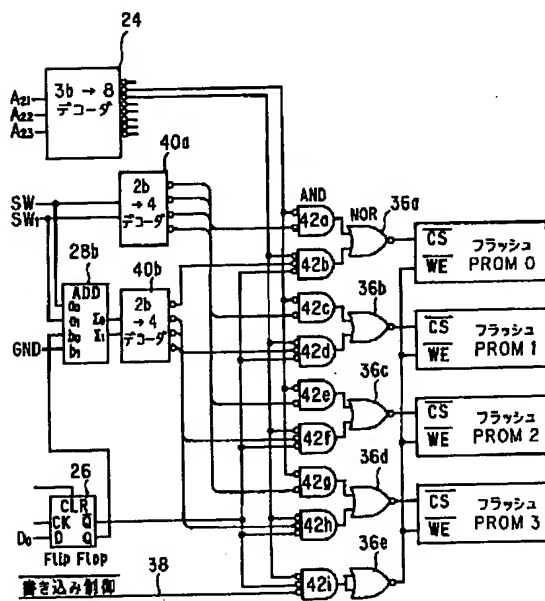 24
3b → 8
デコーダ
A21
A22
A23
40a
2b
→ 4
デコーダ
SW
SW1
28b
ADD
a0
a1
b0
b1
Σ0
Σ1
GND
40b
2b
→ 4
デコーダ
26
CLR
CK
D
Q̅
Q
D0
Flip Flop
書き込み制御
38
AND
42a
42b
42c
42d
42e
42f
42g
42h
42i
NOR
36a
36b
36c
36d
36e
CS
WE
フラッシュ
PROM 0
CS
WE
フラッシュ
PROM 1
CS
WE
フラッシュ
PROM 2
CS
WE
フラッシュ
PROM 3